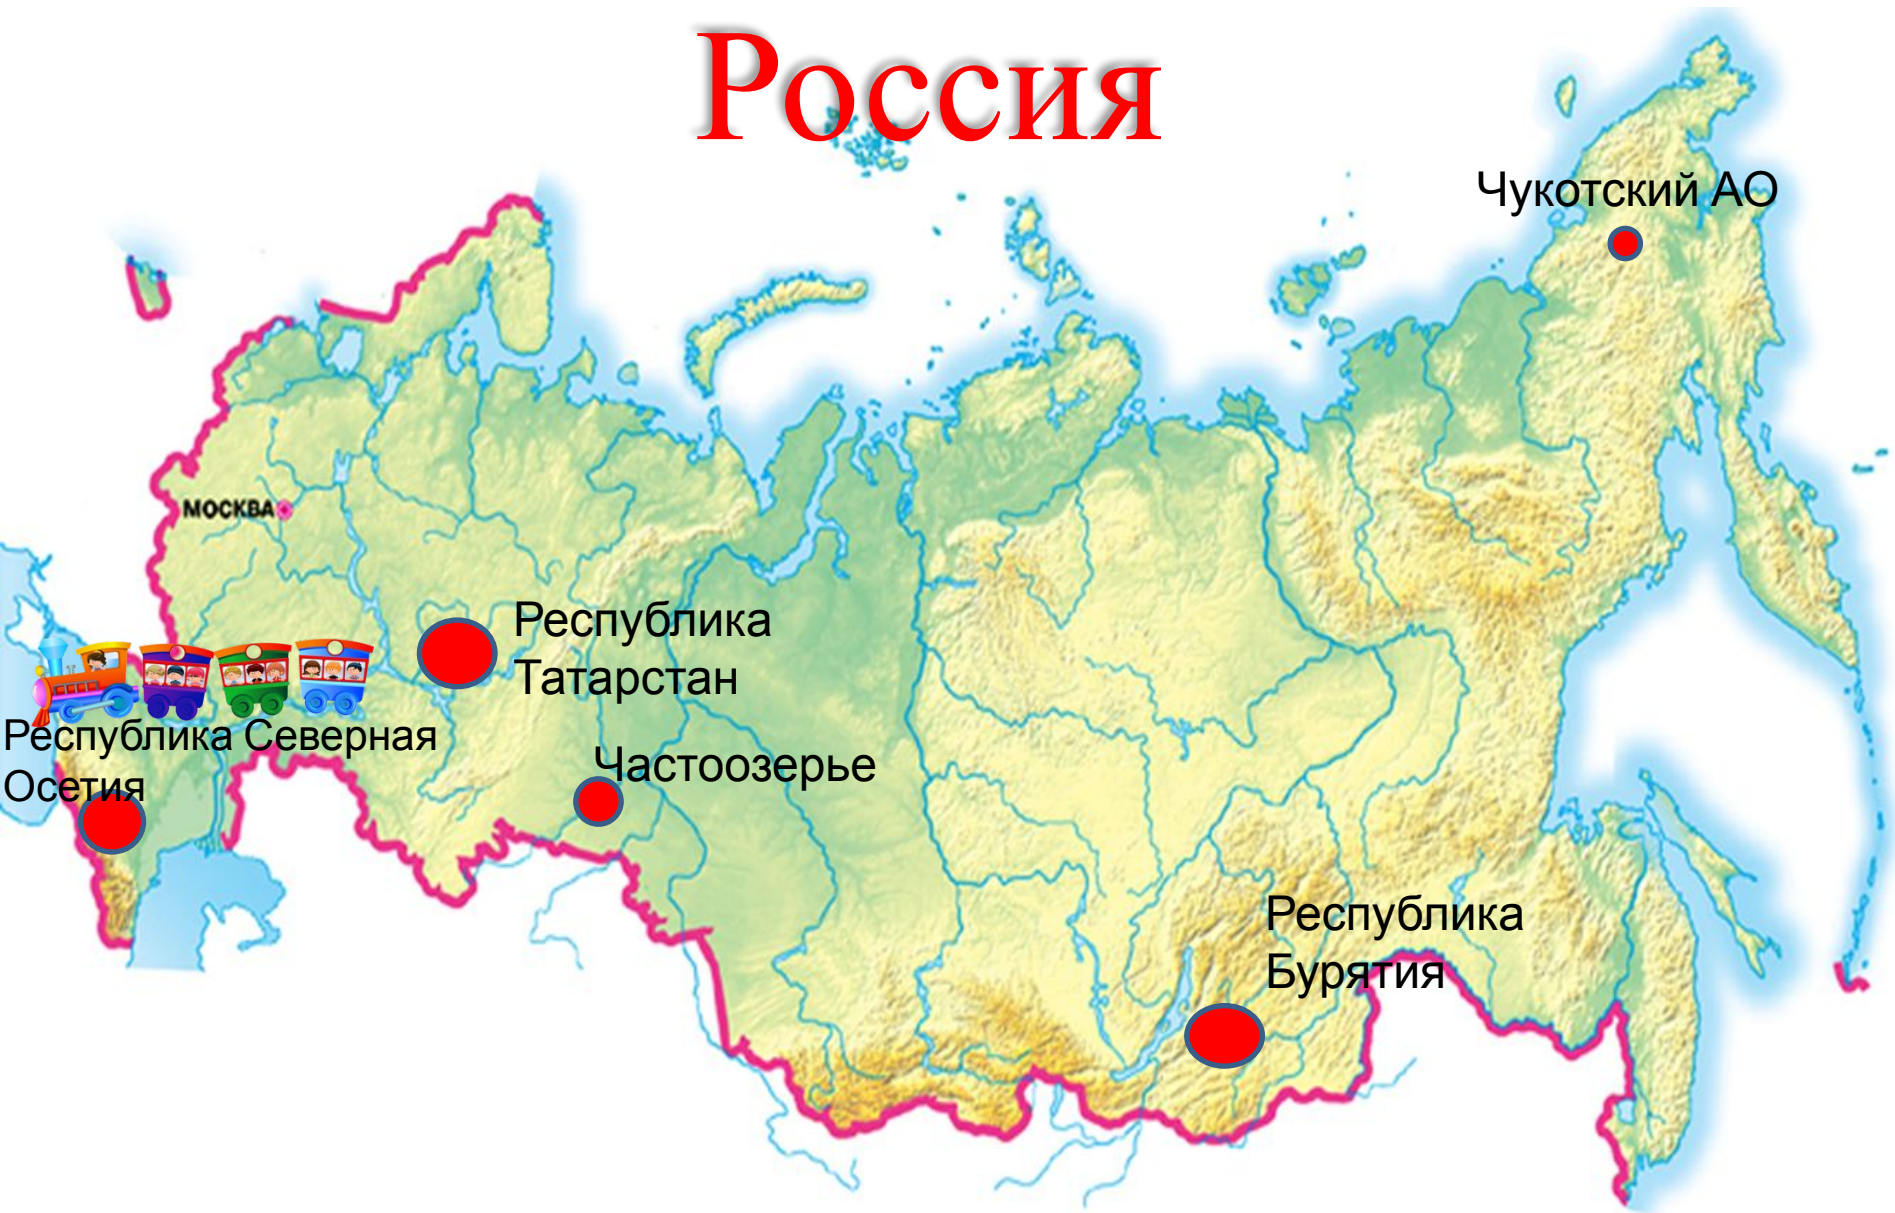 Россия
Чукотский АО
МОСКВА
Республика
Татарстан
Республика Северная
Осетия
Частоозерье
Республика
Бурятия